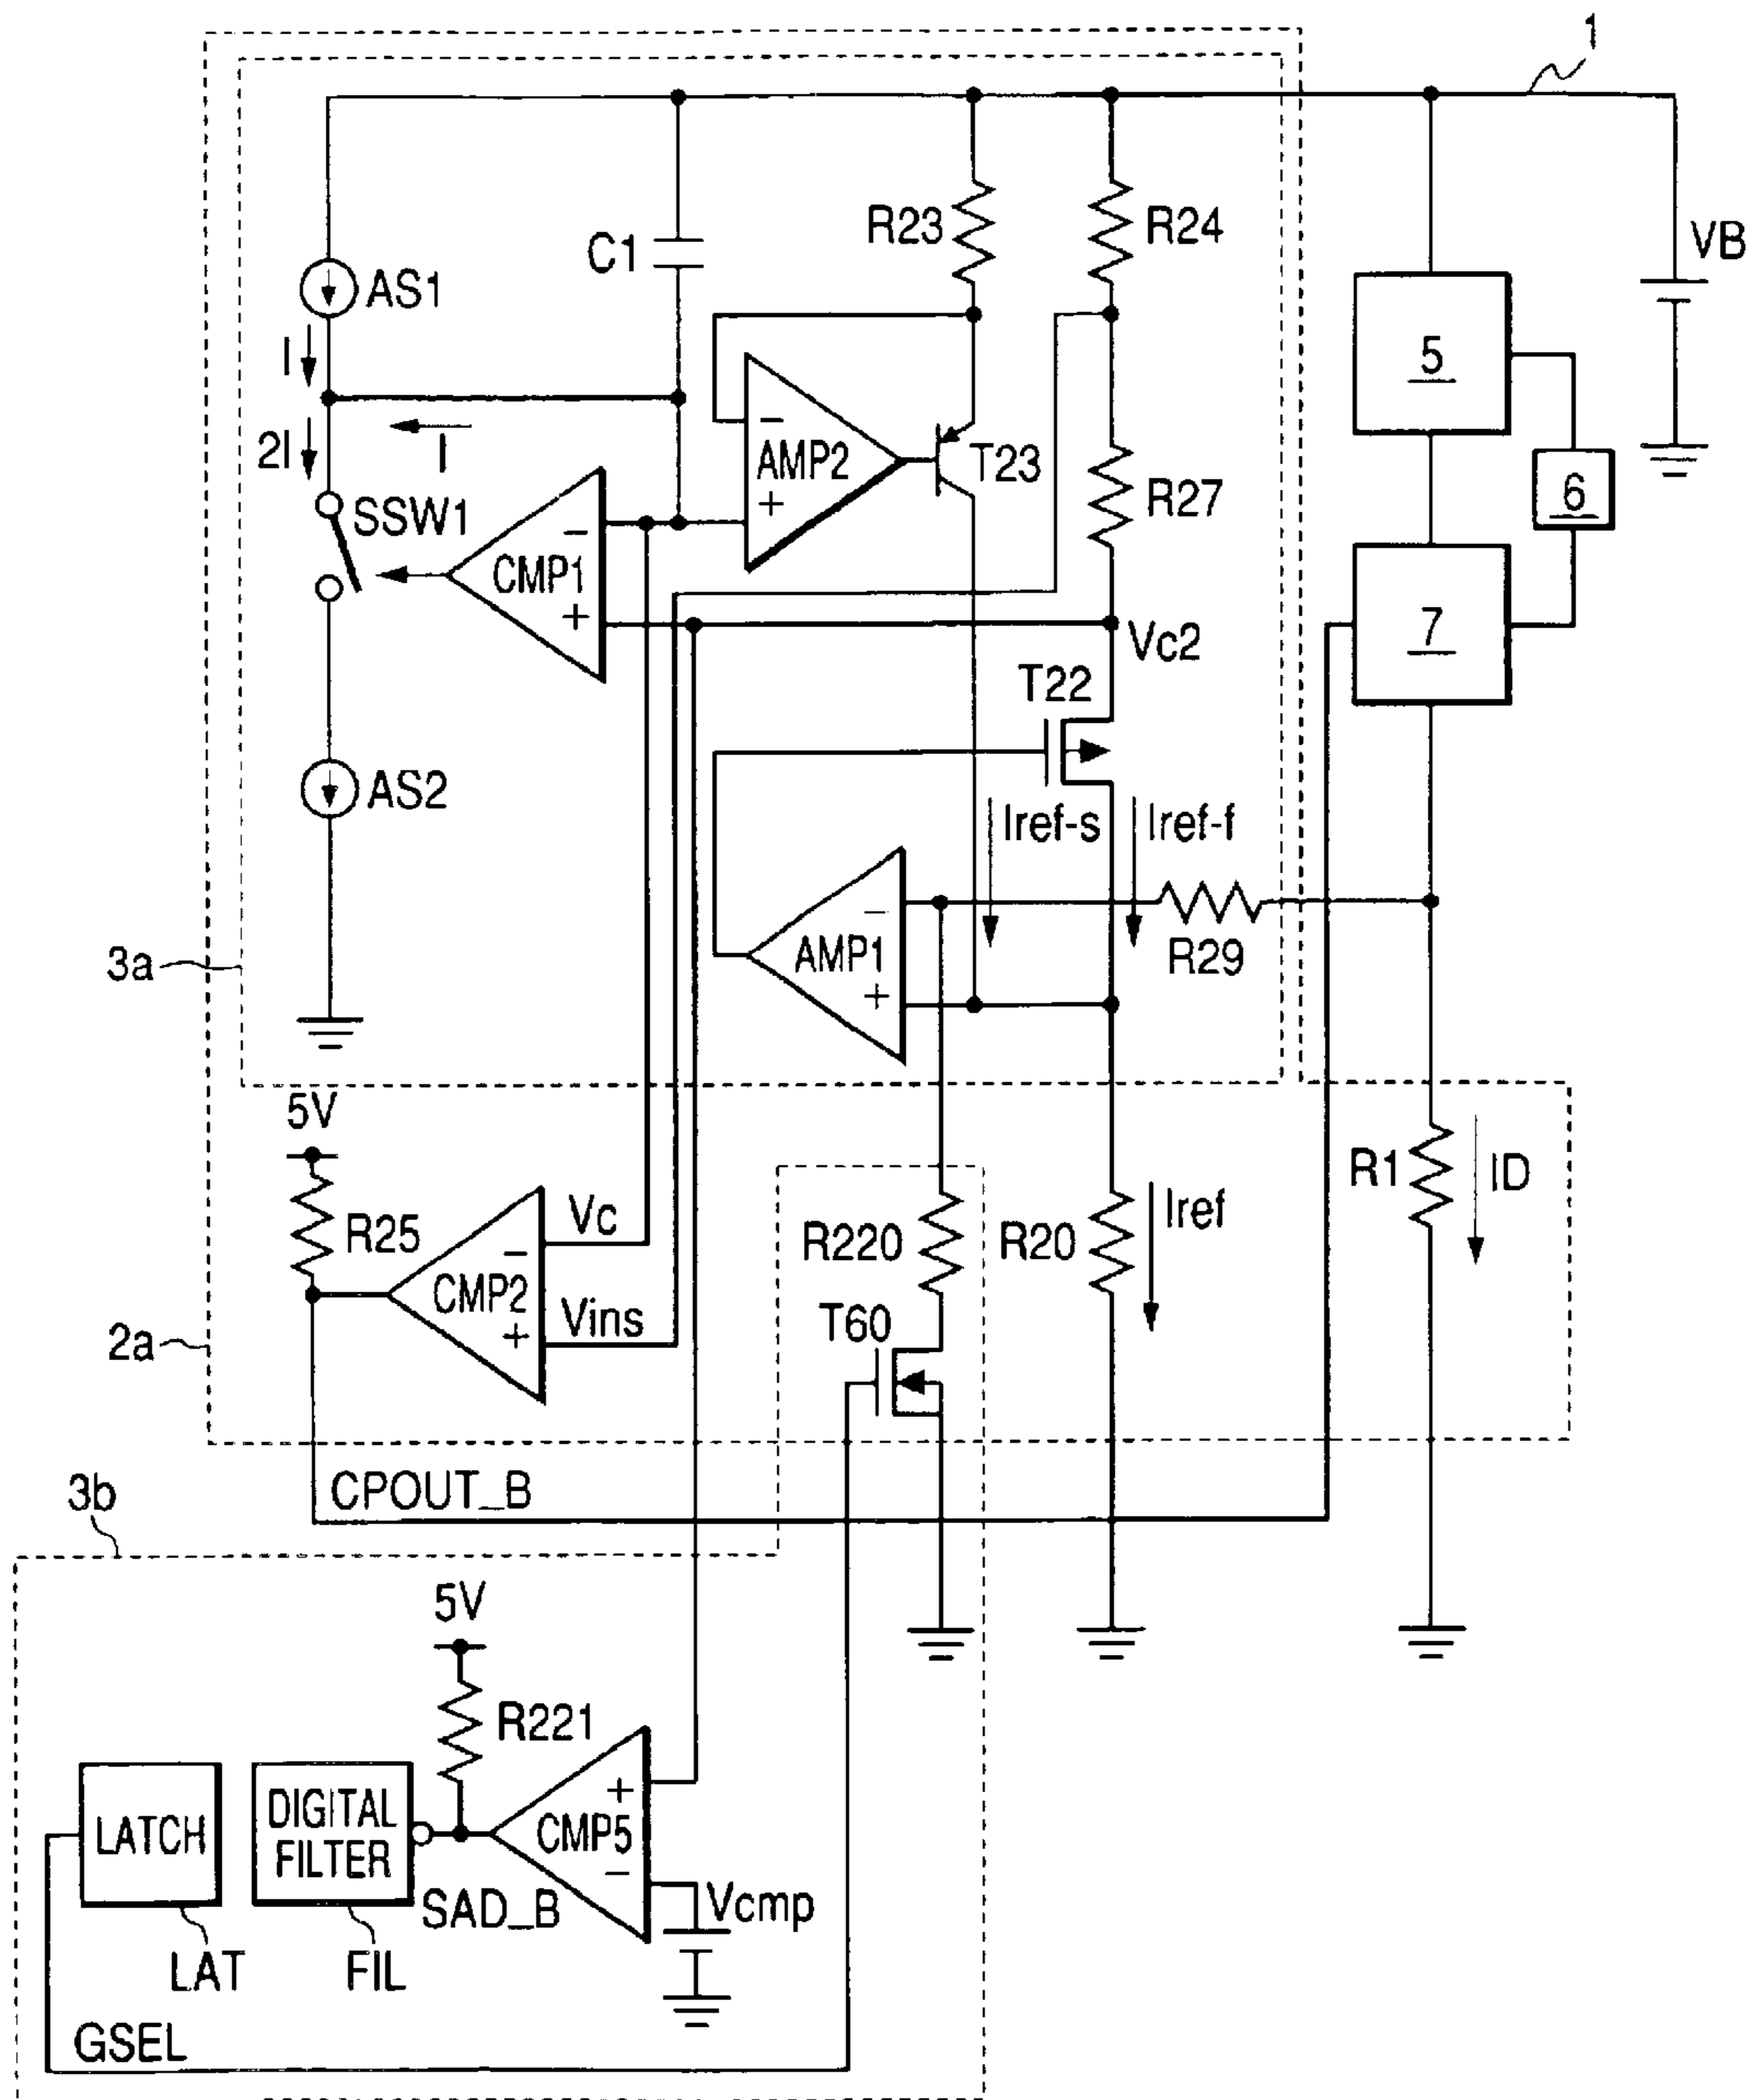 1
R23
R24
VB
C1
AS1
I
5
2I
I
−
AMP2
+
T23
R27
6
SSW1
−
CMP1
+
7
Vc2
T22
AS2
Iref-s
Iref-f
−
AMP1
+
R29
3a
5V
R1
ID
R25
Vc
−
CMP2
+
Vins
R220
R20
Iref
T60
2a
CPOUT_B
3b
5V
R221
+
CMP5
−
LATCH
DIGITAL
FILTER
SAD_B
Vcmp
LAT
FIL
GSEL